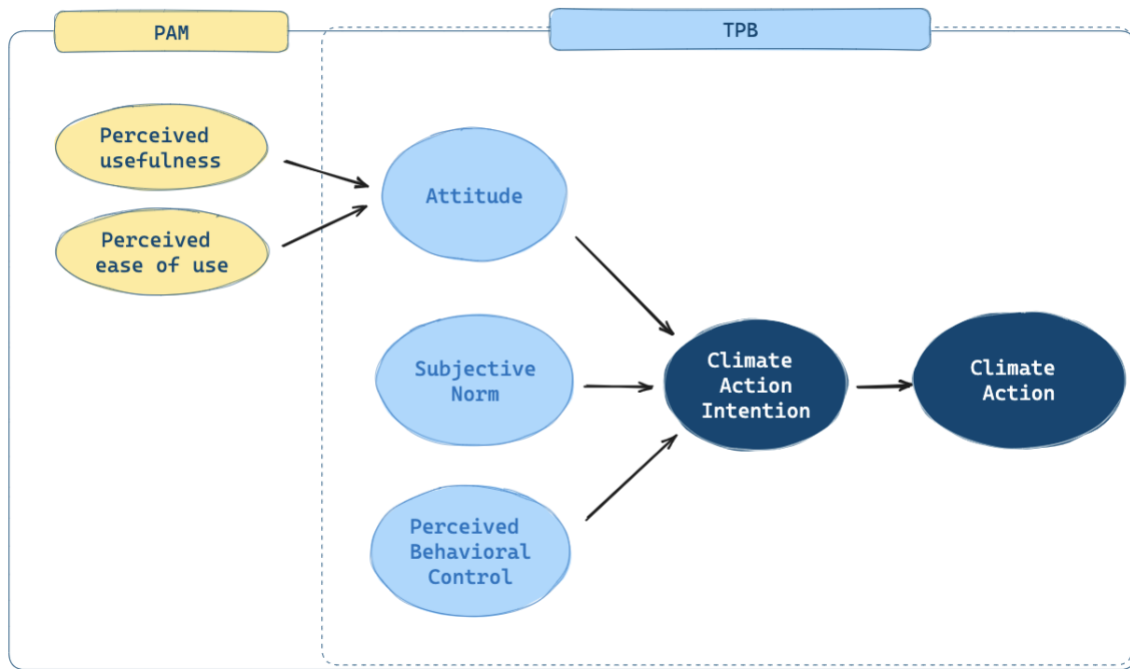 PAM
TPB
Perceived
usefulness
Perceived
ease of use
Attitude
Subjective
Norm
Perceived
Behavioral
Control
Climate
Action
Intention
Climate
Action